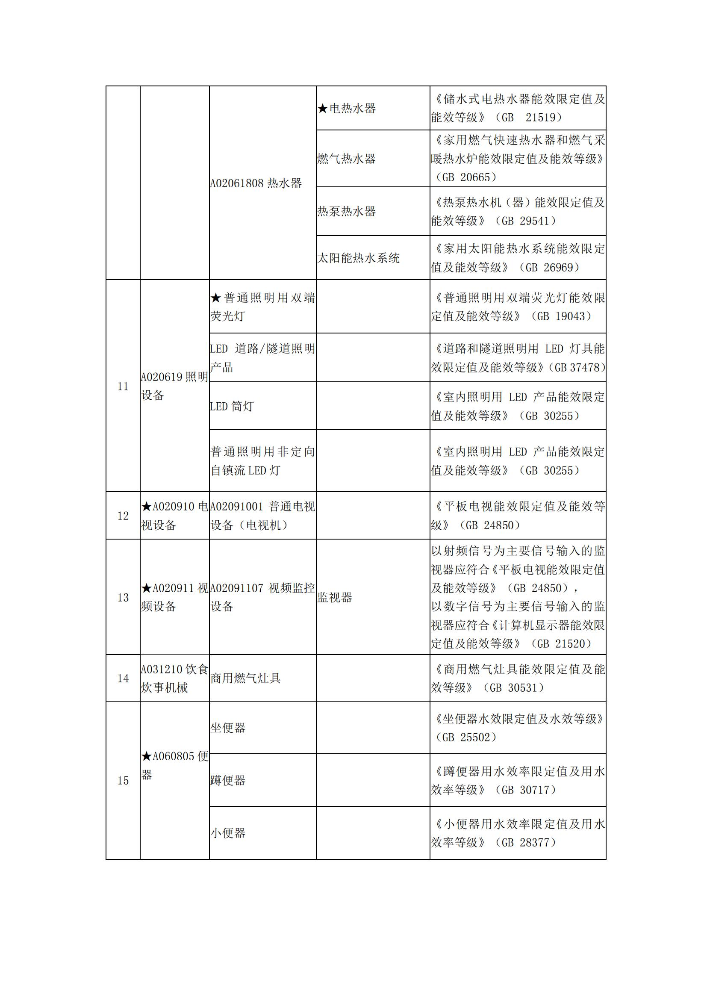 A02061808 热水器
★电热水器
《储水式电热水器能效限定值及
能效等级》（GB 21519）
燃气热水器
《家用燃气快速热水器和燃气采
暖热水炉能效限定值及能效等级》
（GB 20665）
热泵热水器
《热泵热水机（器）能效限定值及
能效等级》（GB 29541）
太阳能热水系统
《家用太阳能热水系统能效限定
值及能效等级》（GB 26969）
11
A020619 照明
设备
★普通照明用双端
荧光灯
《普通照明用双端荧光灯能效限
定值及能效等级》（GB 19043）
LED 道路/隧道照明
产品
《道路和隧道照明用 LED 灯具能
效限定值及能效等级》（GB 37478）
LED 筒灯
《室内照明用 LED 产品能效限定
值及能效等级》（GB 30255）
普通照明用非定向
自镇流 LED 灯
《室内照明用 LED 产品能效限定
值及能效等级》（GB 30255）
12
★A020910 电
视设备
A02091001 普通电视
设备（电视机）
《平板电视能效限定值及能效等
级》（GB 24850）
13
★A020911 视
频设备
A02091107 视频监控
设备
监视器
以射频信号为主要信号输入的监
视器应符合《平板电视能效限定值
及能效等级》（GB 24850），
以数字信号为主要信号输入的监
视器应符合《计算机显示器能效限
定值及能效等级》（GB 21520）
14
A031210 饮食
炊事机械
商用燃气灶具
《商用燃气灶具能效限定值及能
效等级》（GB 30531）
15
★A060805 便
器
坐便器
《坐便器水效限定值及水效等级》
（GB 25502）
蹲便器
《蹲便器用水效率限定值及用水
效率等级》（GB 30717）
小便器
《小便器用水效率限定值及用水
效率等级》（GB 28377）